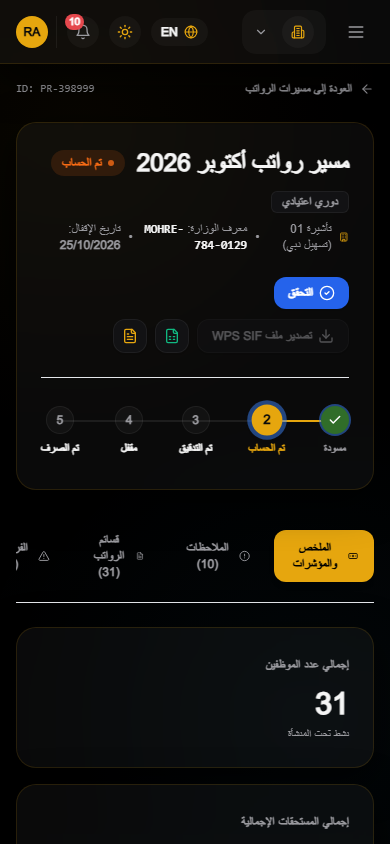 RA
10
EN
العودة إلى مسيرات الرواتب
ID: PR-398999
مسير رواتب أكتوبر 2026
تم الحساب
دوري اعتيادي
تأشيرة 01
(تسهيل دبي)
•
معرف الوزارة: MOHRE-
784-0129
•
تاريخ الإقفال:
25/10/2026
التحقق
تصدير ملف WPS SIF
2
3
4
5
مسودة
تم الحساب
تم التدقيق
مقفل
تم الصرف
الملخص
والمؤشرات
الملاحظات
(10)
قسائم
الرواتب
(31)
إجمالي عدد الموظفين
31
نشط تحت المنشأة
إجمالي المستحقات الإجمالية